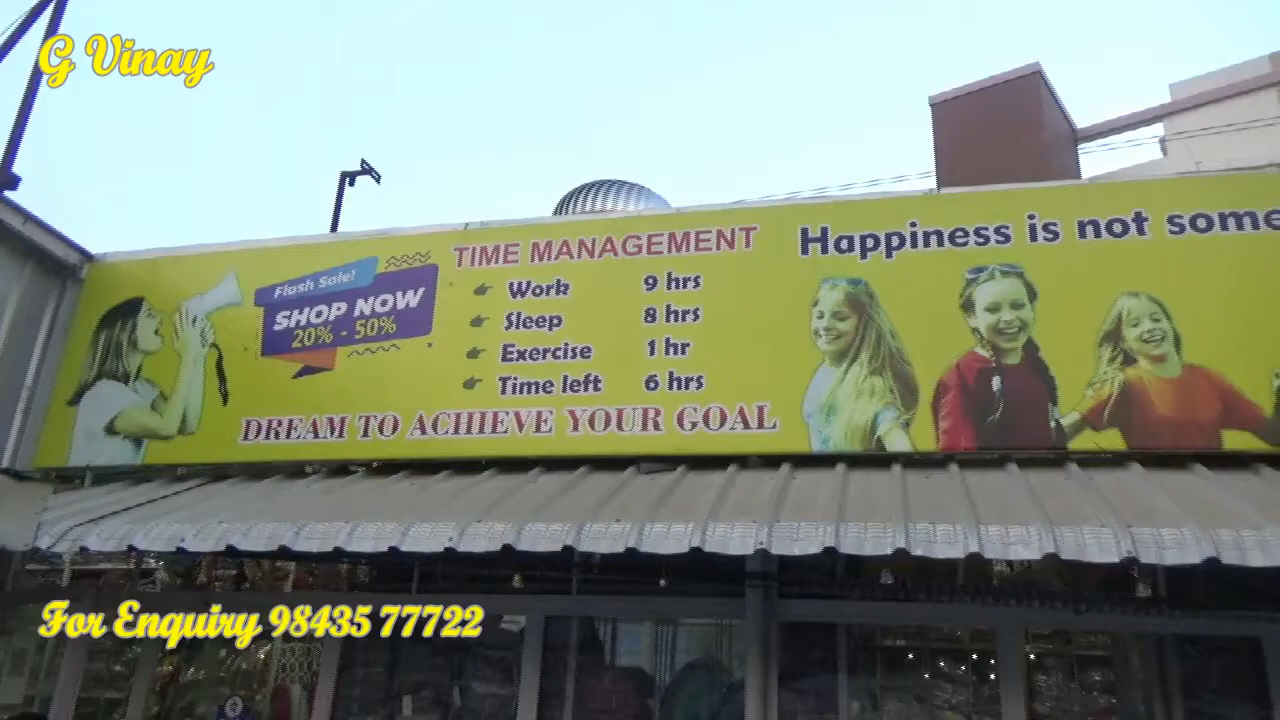 G Vinay
Flash Sale!
SHOP NOW
20% - 50%
TIME MANAGEMENT
Work 9 hrs
Sleep 8 hrs
Exercise 1 hr
Time left 6 hrs
DREAM TO ACHIEVE YOUR GOAL
Happiness is not some
For Enquiry 98435 77722